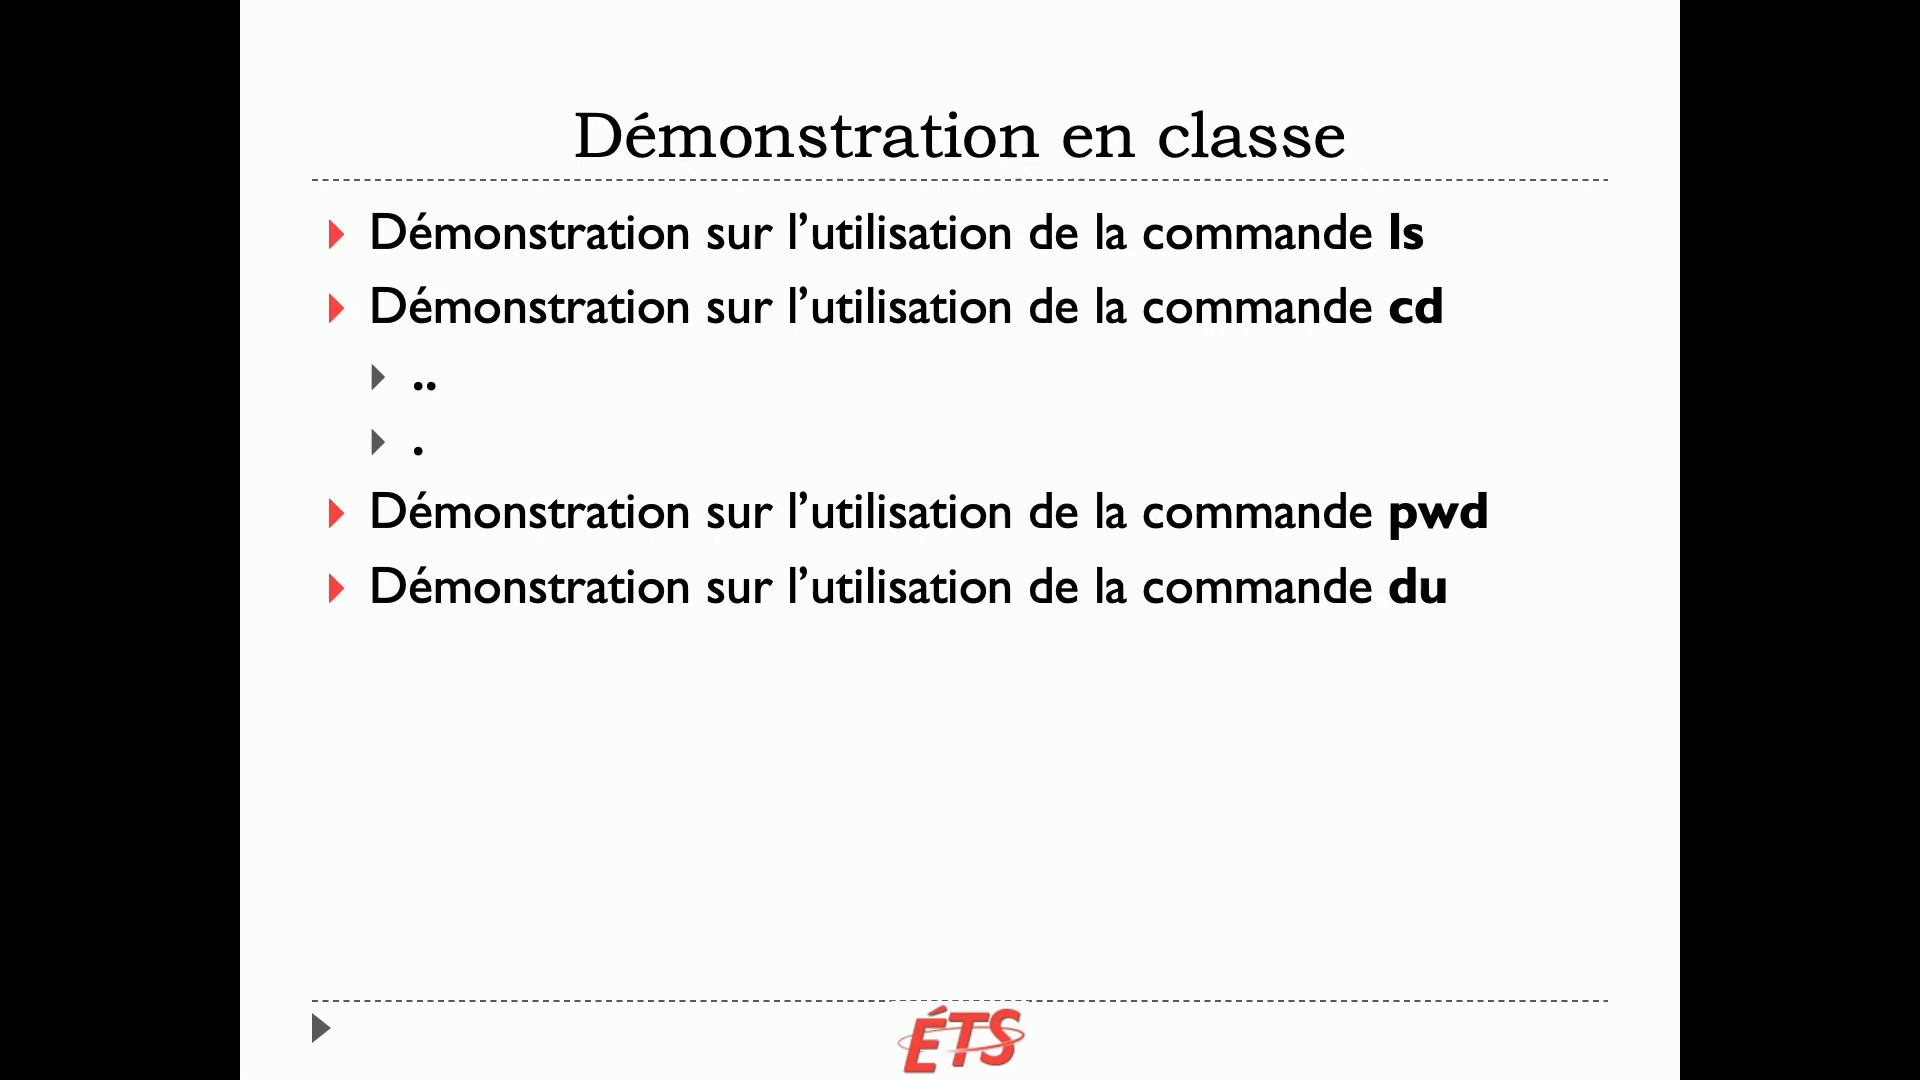 Démonstration en classe
Démonstration sur l’utilisation de la commande ls
Démonstration sur l’utilisation de la commande cd
..
.
Démonstration sur l’utilisation de la commande pwd
Démonstration sur l’utilisation de la commande du
ÉTS